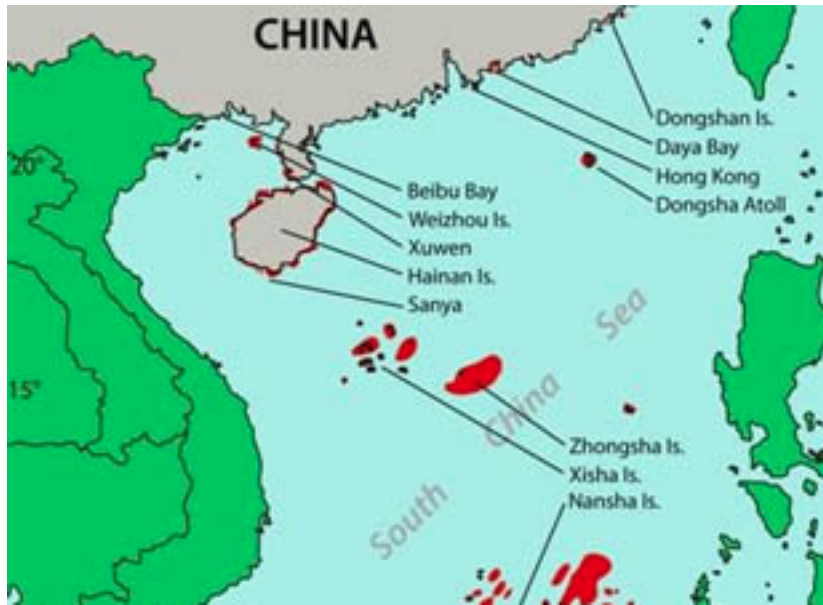 CHINA
Dongshan Is.
Daya Bay
Hong Kong
Dongsha Atoll
20°
Beibu Bay
Weizhou Is.
Xuwen
Hainan Is.
Sanya
15°
South China Sea
Zhongsha Is.
Xisha Is.
Nansha Is.